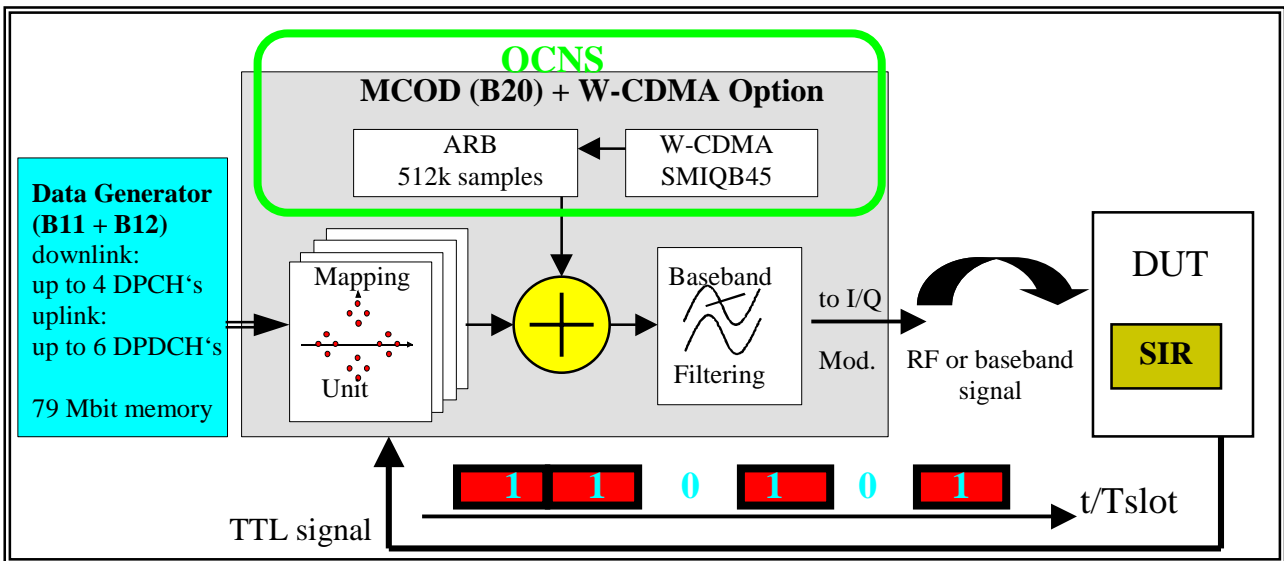 OCNS
MCOD (B20) + W-CDMA Option
ARB
512k samples
W-CDMA
SMIQB45
Data Generator
(B11 + B12)
downlink:
up to 4 DPCH‘s
uplink:
up to 6 DPDCH‘s
79 Mbit memory
Mapping
Unit
Baseband
Filtering
to I/Q
Mod.
RF or baseband
signal
DUT
SIR
1 1 0 1 0 1
t/Tslot
TTL signal